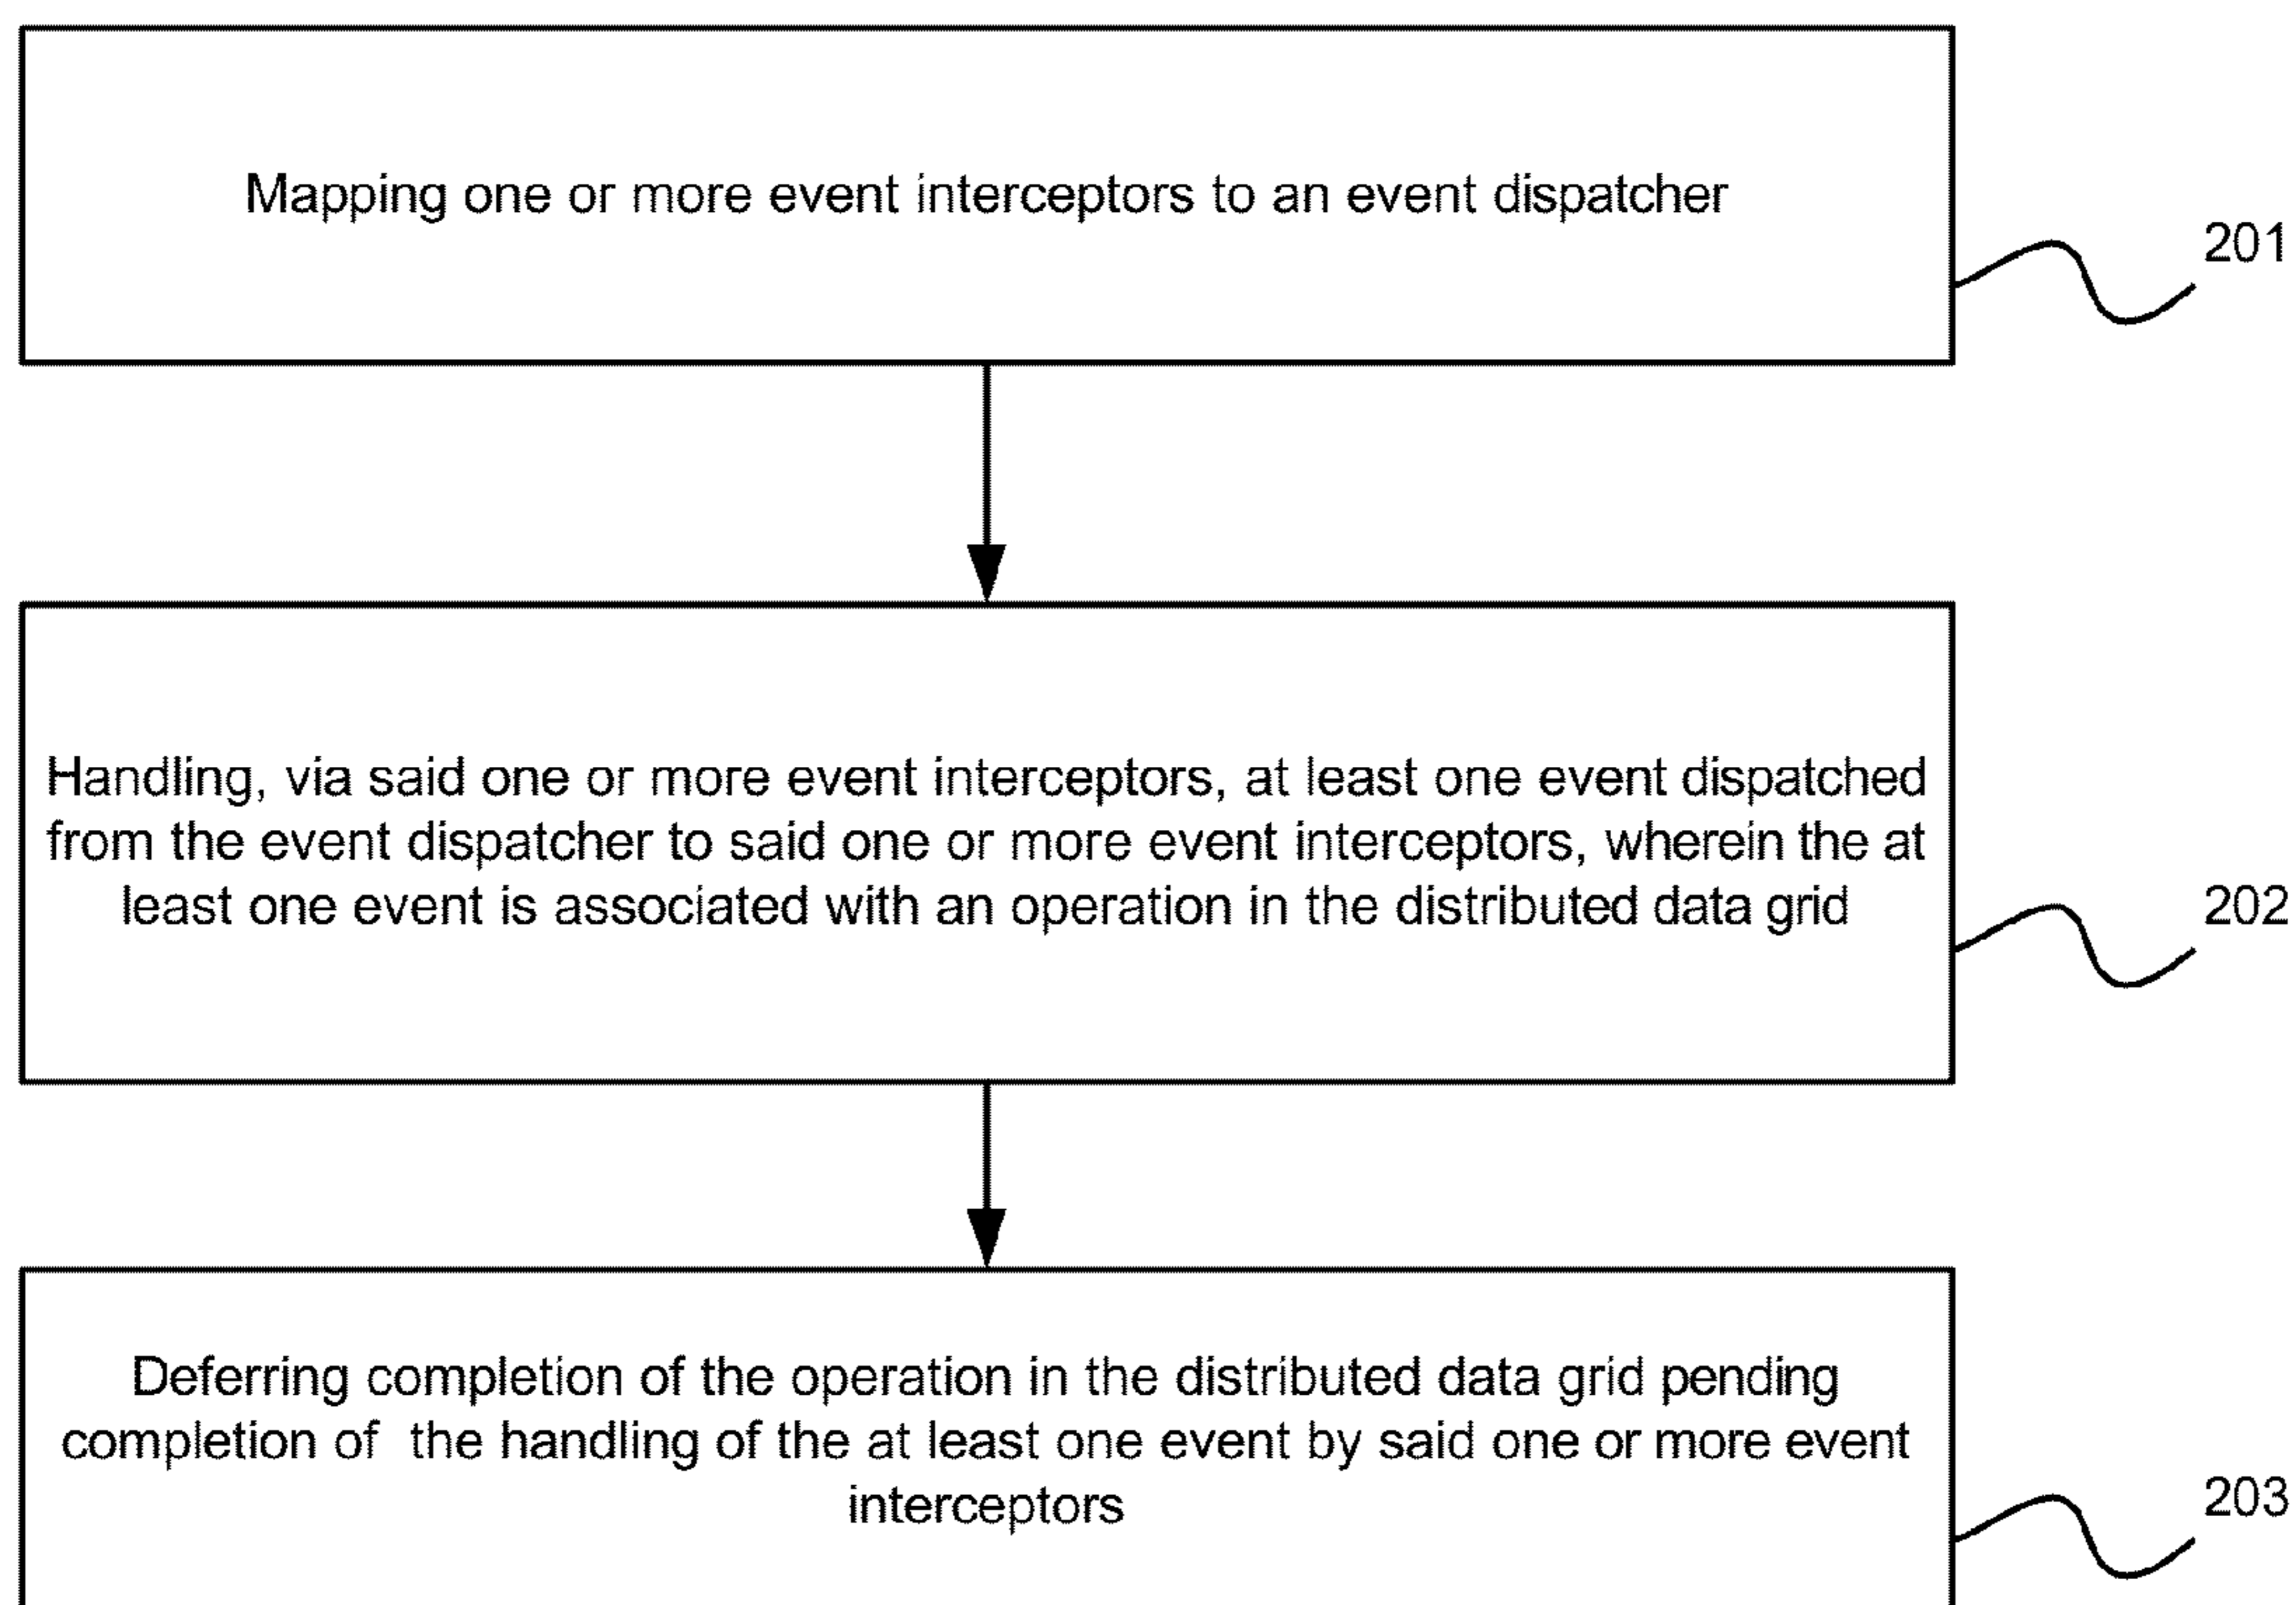 Mapping one or more event interceptors to an event dispatcher
201
Handling, via said one or more event interceptors, at least one event dispatched
from the event dispatcher to said one or more event interceptors, wherein the at
least one event is associated with an operation in the distributed data grid
202
Deferring completion of the operation in the distributed data grid pending
completion of the handling of the at least one event by said one or more event
interceptors
203